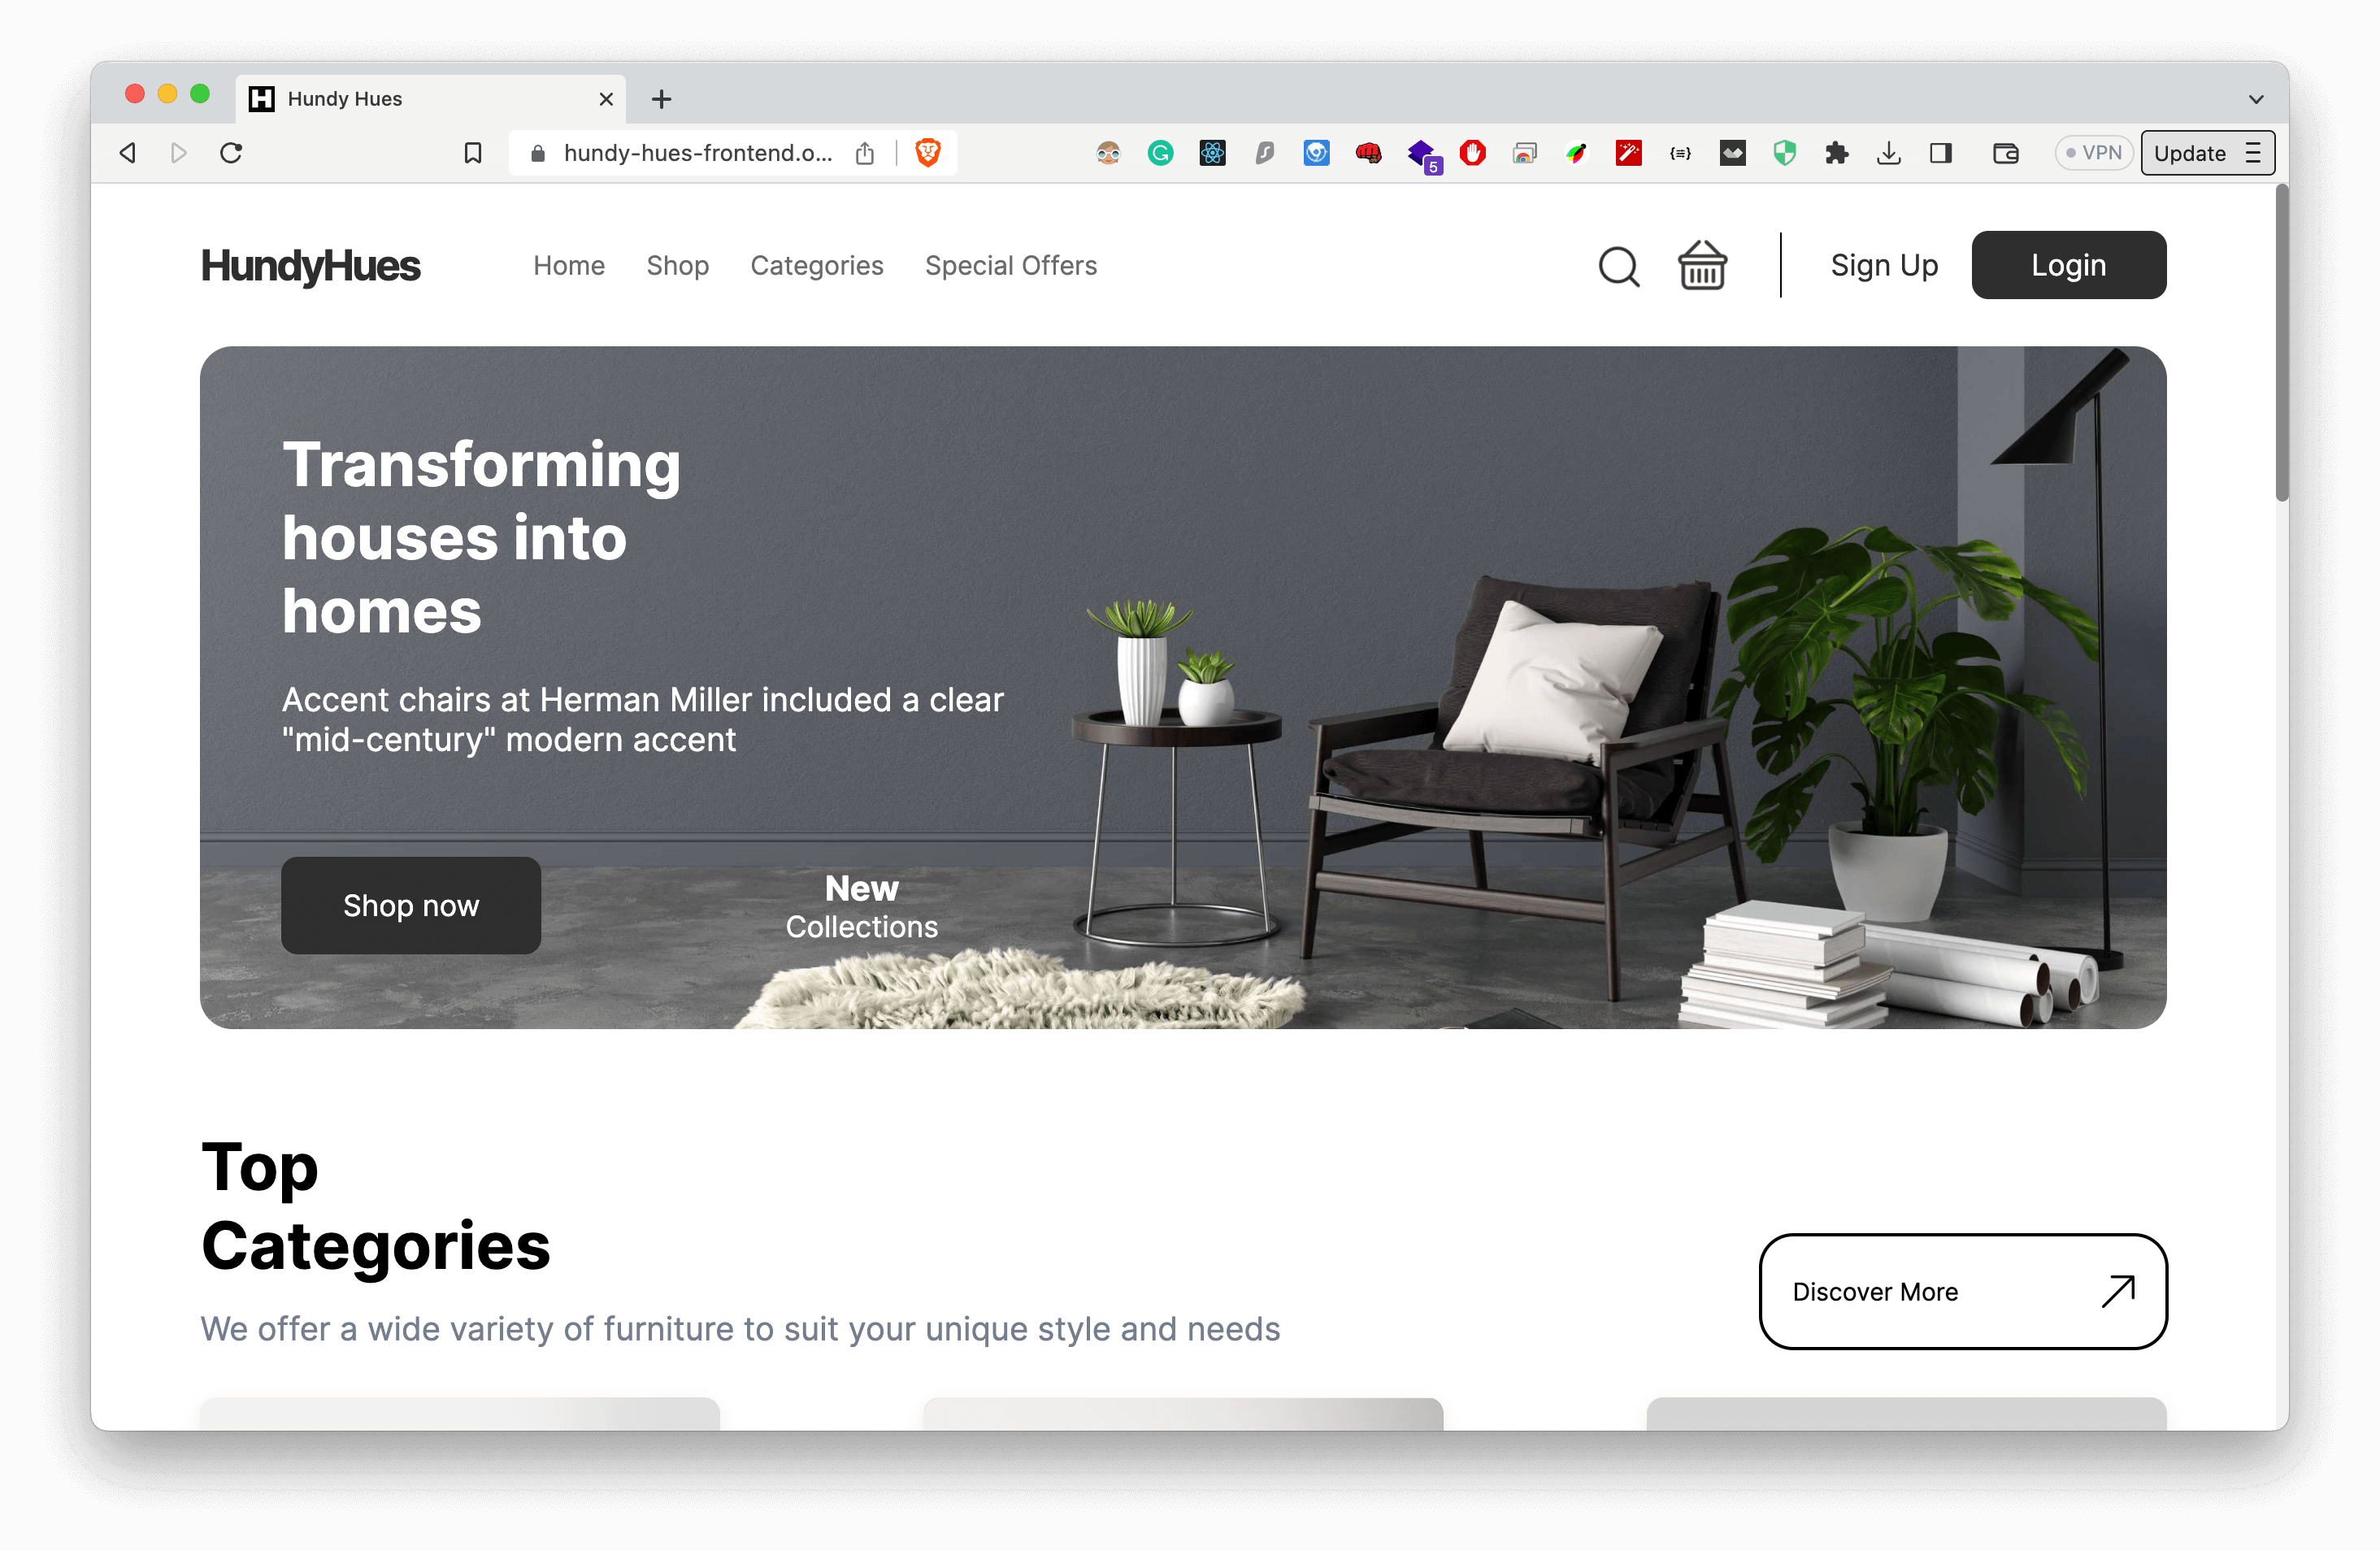 Hundy Hues
hundy-hues-frontend.o...
5
VPN
Update
HundyHues
Home
Shop
Categories
Special Offers
Sign Up
Login
Transforming
houses into
homes
Accent chairs at Herman Miller included a clear
"mid-century" modern accent
Shop now
New
Collections
Top
Categories
We offer a wide variety of furniture to suit your unique style and needs
Discover More